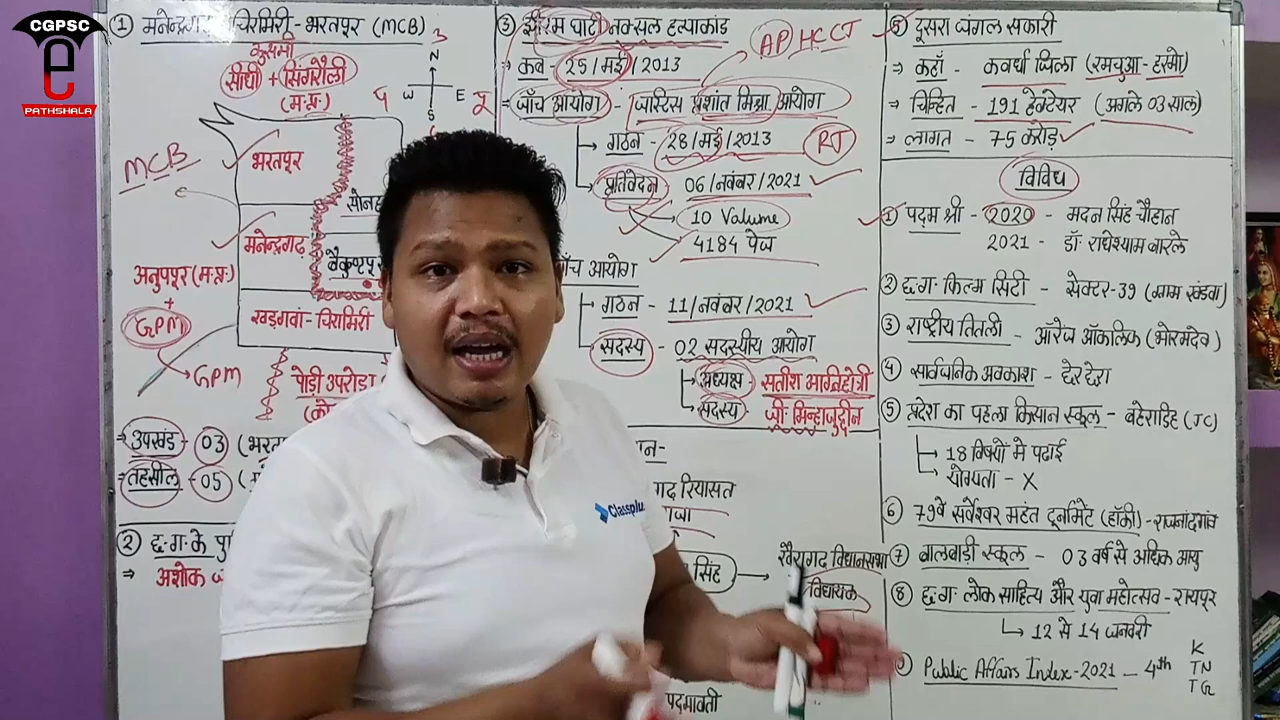 CGPSC
PATHSHALA
① मनेन्द्रगढ़ - चिरमिरी - भरतपुर (MCB)
कुसमी
सीधी + सिंगरौली
(म.प्र.)
N
W E
S
MCB
भरतपुर
सोनह
मनेन्द्रगढ़
बैकुण्ठपुर
अनुपपूर (म.प्र.)
+
GPM
GPM
खड़गवां - चिरमिरी
पोड़ी उपरोड़ा
⇒ उपखंड - 03 (भरत
⇒ तहसील - 05 (
② छ.ग. के पु
⇒ अशोक
③ झीरम घाटी नक्सल हत्याकांड
AP HC CJ
⇒ कब - 25/मई/2013
⇒ जाँच आयोग - जास्टिस प्रशांत मिश्रा आयोग
→ गठन - 28/मई/2013
RJ
→ प्रतिवेदन 06/नवंबर/2021
10 Volume
4184 पेज
जाँच आयोग
गठन - 11/नवंबर/2021
सदस्य - 02 सदस्यीय आयोग
→ अध्यक्ष - सतीश अग्निहोत्री
→ सदस्य - श्री मिन्हाजुद्दीन
ान-
गढ़ रियासत
राजा
सिंह → खैरागढ़ विधानसभा
विधायक
पदमावती
⑤ दूसरा जंगल सफारी
⇒ कहाँ - कवर्धा जिला (रमचुआ - हरमो)
⇒ चिन्हित - 191 हेक्टेयर (अगले 03 साल)
⇒ लागत - 75 करोड़
विविध
① पद्म श्री - 2020 - मदन सिंह चौहान
2021 - डॉ राधेश्याम बारले
② छ.ग. फिल्म सिटी - सेक्टर-39 (ग्राम खंडवा)
③ राष्ट्रीय तितली - ऑरेंज ऑकलिक (भोरमदेव)
④ सार्वजनिक अवकाश - छेर छेरा
⑤ प्रदेश का पहला किसान स्कूल - बहेराडिह (JC)
→ 18 विषयों में पढाई
→ योग्यता - X
⑥ 79वे सर्वेश्वर महंत टूर्नामेंट (हॉकी) - राजनांदगांव
⑦ बालवाड़ी स्कूल - 03 वर्ष से अधिक आयु
⑧ छ.ग. लोक साहित्य और युवा महोत्सव - रायपुर
→ 12 से 14 जनवरी
Public Affairs Index-2021 - 4th
K
TN
TG
Classplus